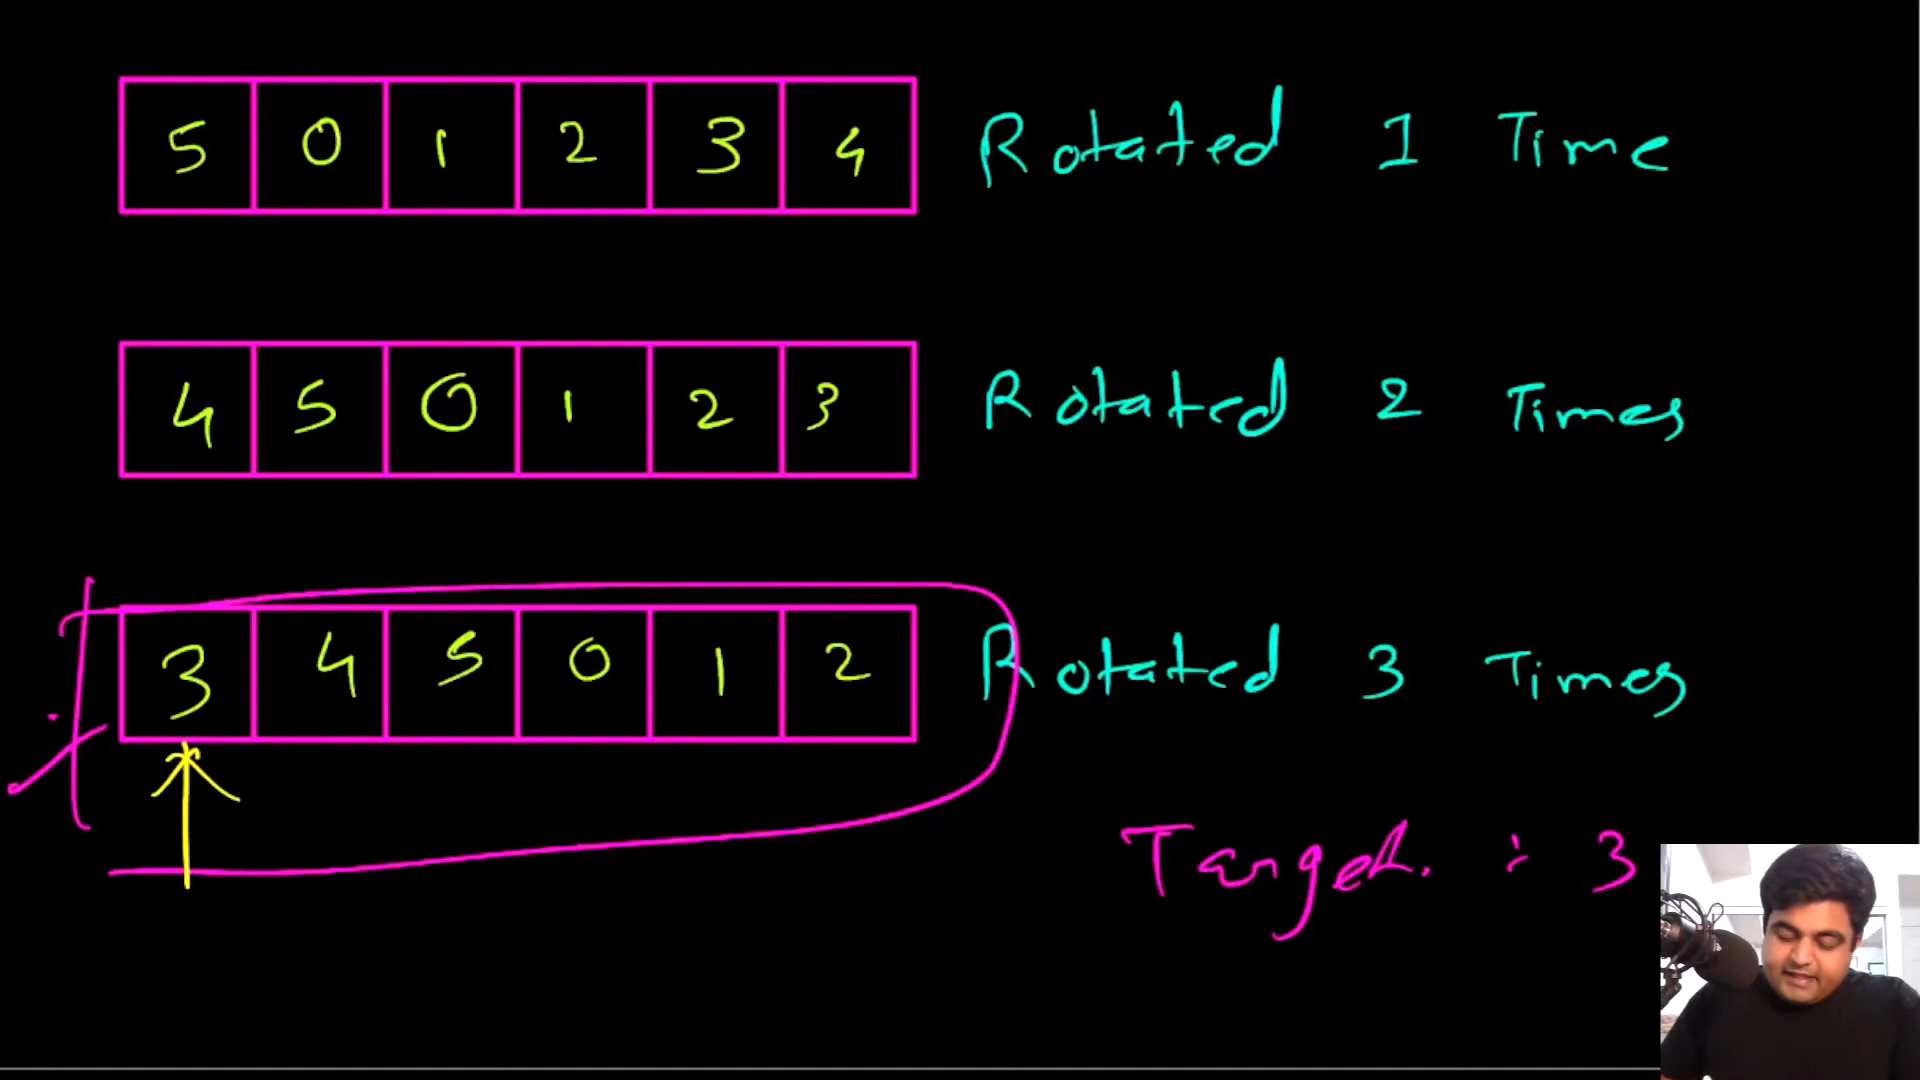 5 0 1 2 3 4 Rotated 1 Time
4 5 0 1 2 3 Rotated 2 Times
3 4 5 0 1 2 Rotated 3 Times
Target : 3